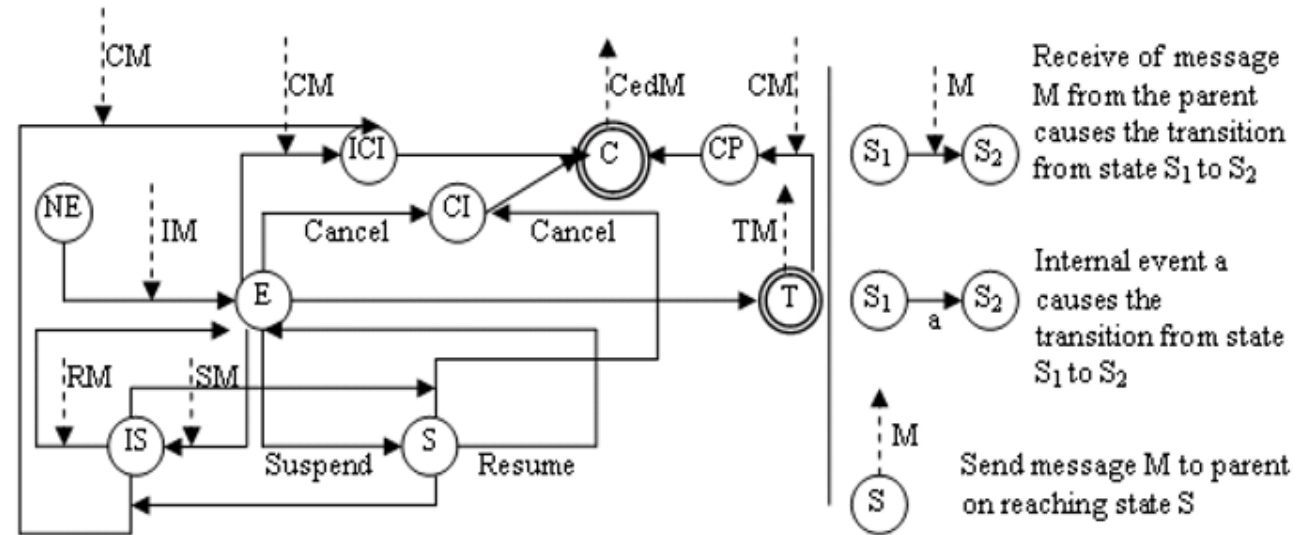 CM
CM
CedM
CM
ICI
C
CP
NE
IM
CI
Cancel
Cancel
TM
E
T
RM
SM
IS
S
Suspend
Resume
M
S1
S2
Receive of message
M from the parent
causes the transition
from state S1 to S2
S1
S2
a
Internal event a
causes the
transition from state
S1 to S2
M
S
Send message M to parent
on reaching state S